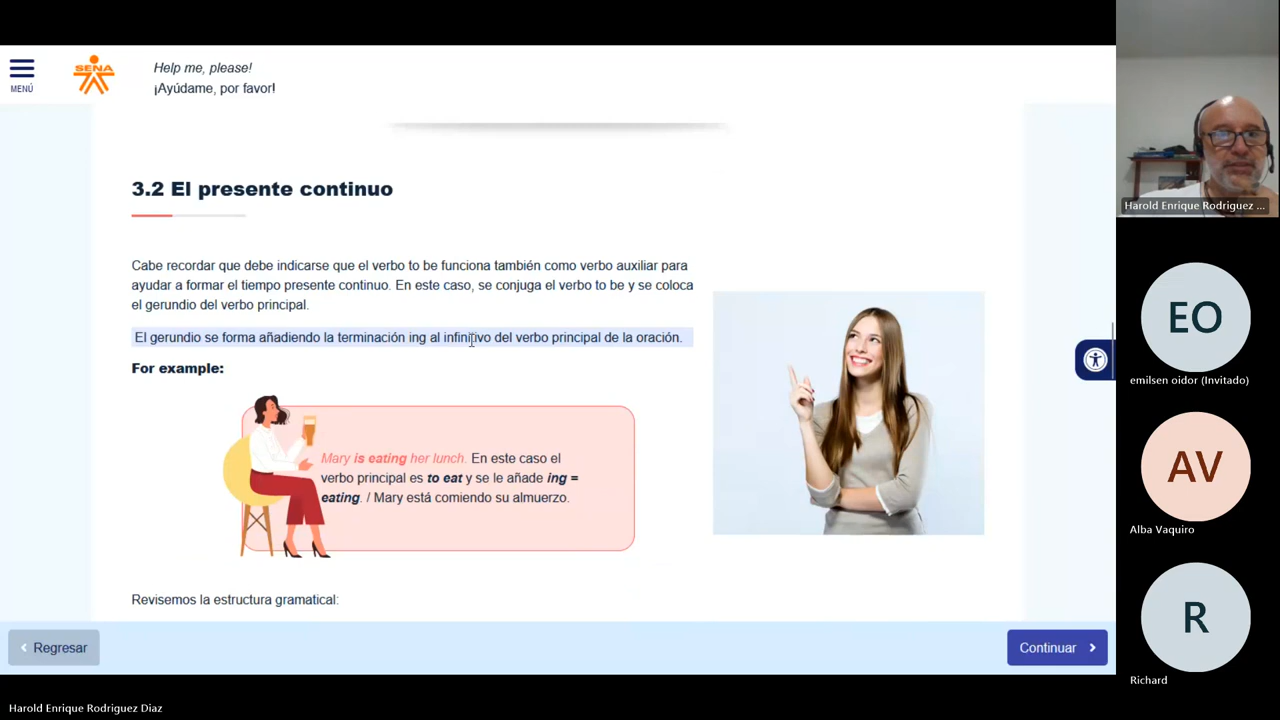 MENÚ
SENA
Help me, please!
¡Ayúdame, por favor!
3.2 El presente continuo
Cabe recordar que debe indicarse que el verbo to be funciona también como verbo auxiliar para
ayudar a formar el tiempo presente continuo. En este caso, se conjuga el verbo to be y se coloca
el gerundio del verbo principal.
El gerundio se forma añadiendo la terminación ing al infinitivo del verbo principal de la oración.
For example:
Mary is eating her lunch. En este caso el
verbo principal es to eat y se le añade ing =
eating. / Mary está comiendo su almuerzo.
Revisemos la estructura gramatical:
Regresar
Continuar
Harold Enrique Rodriguez ...
EO
emilsen oidor (Invitado)
AV
Alba Vaquiro
R
Richard
Harold Enrique Rodriguez Diaz